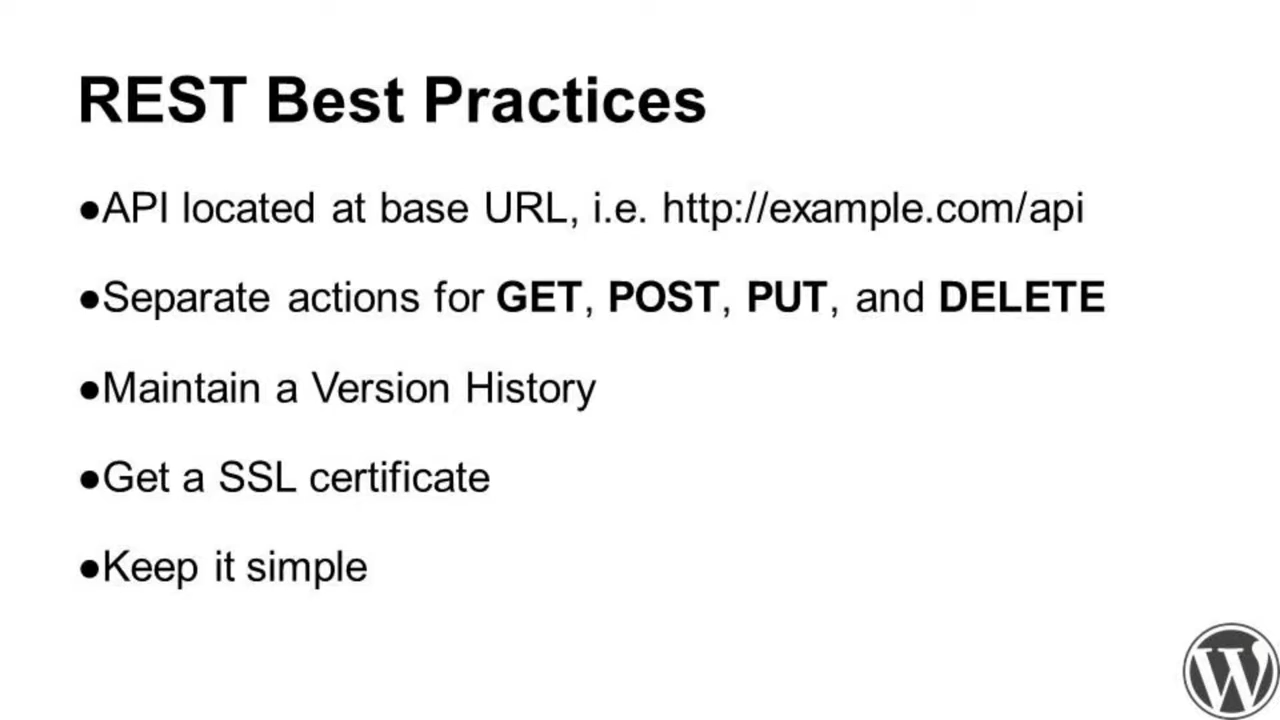 REST Best Practices
●API located at base URL, i.e. http://example.com/api
●Separate actions for GET, POST, PUT, and DELETE
●Maintain a Version History
●Get a SSL certificate
●Keep it simple